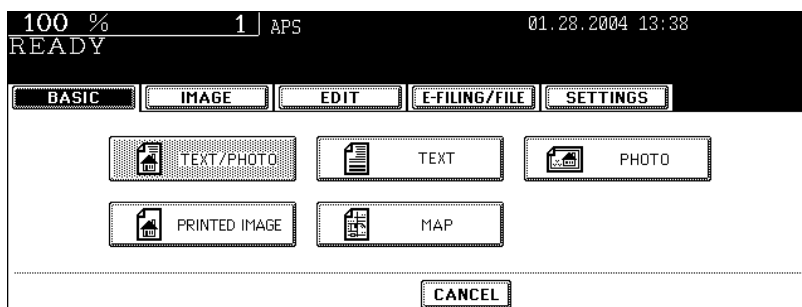 100 % 1 APS 01.28.2004 13:38
READY
BASIC IMAGE EDIT E-FILING/FILE SETTINGS
TEXT/PHOTO TEXT PHOTO
PRINTED IMAGE MAP
CANCEL